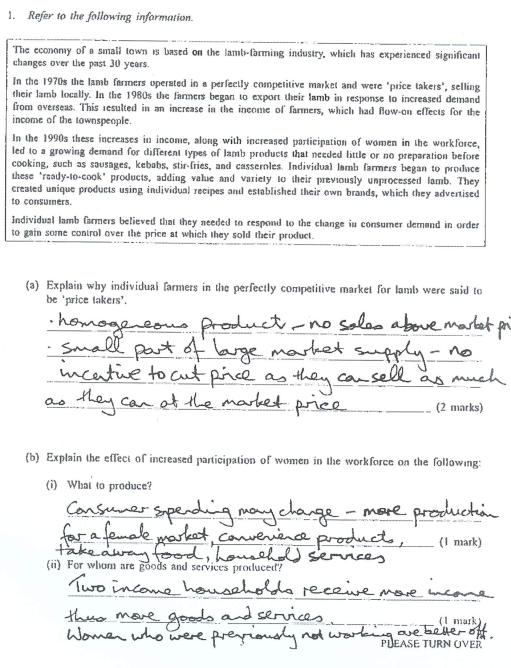 1. Refer to the following information.
The economy of a small town is based on the lamb-farming industry, which has experienced significant
changes over the past 30 years.
In the 1970s the lamb farmers operated in a perfectly competitive market and were 'price takers', selling
their lamb locally. In the 1980s the farmers began to export their lamb in response to increased demand
from overseas. This resulted in an increase in the income of farmers, which had flow-on effects for the
income of the townspeople.
In the 1990s these increases in income, along with increased participation of women in the workforce,
led to a growing demand for different types of lamb products that needed little or no preparation before
cooking, such as sausages, kebabs, stir-fries, and casseroles. Individual lamb farmers began to produce
these 'ready-to-cook' products, adding value and variety to their previously unprocessed lamb. They
created unique products using individual recipes and established their own brands, which they advertised
to consumers.
Individual lamb farmers believed that they needed to respond to the change in consumer demand in order
to gain some control over the price at which they sold their product.
(a) Explain why individual farmers in the perfectly competitive market for lamb were said to
be 'price takers'.
· homogeneous product – no sales above market pri
· small part of large market supply – no
incentive to cut price as they can sell as much
as they can at the market price
(2 marks)
(b) Explain the effect of increased participation of women in the workforce on the following:
(i) What to produce?
Consumer spending may change – more production
for a female market, convenience products,
(1 mark)
takeaway food, household services
(ii) For whom are goods and services produced?
Two income households receive more income
thus more goods and services.
(1 mark)
Women who were previously not working are better off.
PLEASE TURN OVER